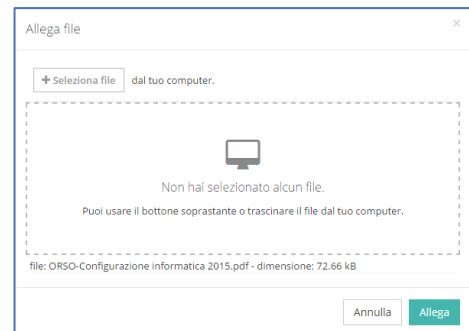 Allega file
×
+ Seleziona file dal tuo computer.
Non hai selezionato alcun file.
Puoi usare il bottone soprastante o trascinare il file dal tuo computer.
file: ORSO-Configurazione informatica 2015.pdf - dimensione: 72.66 kB
Annulla Allega